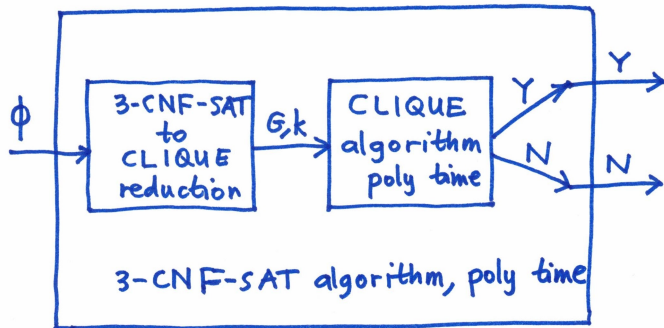 ϕ
3-CNF-SAT
to
CLIQUE
reduction
G,k
CLIQUE
algorithm
poly time
Y
N
Y
N
3-CNF-SAT algorithm, poly time